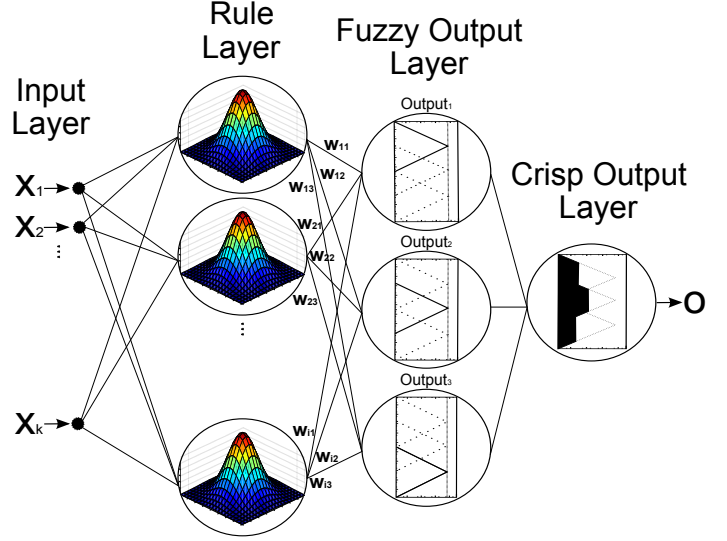 Rule
Layer
Fuzzy Output
Layer
Input
Layer
Crisp Output
Layer
X1
X2
...
Xk
...
w11
w12
w13
w21
w22
w23
wi1
wi2
wi3
Output1
Output2
Output3
O